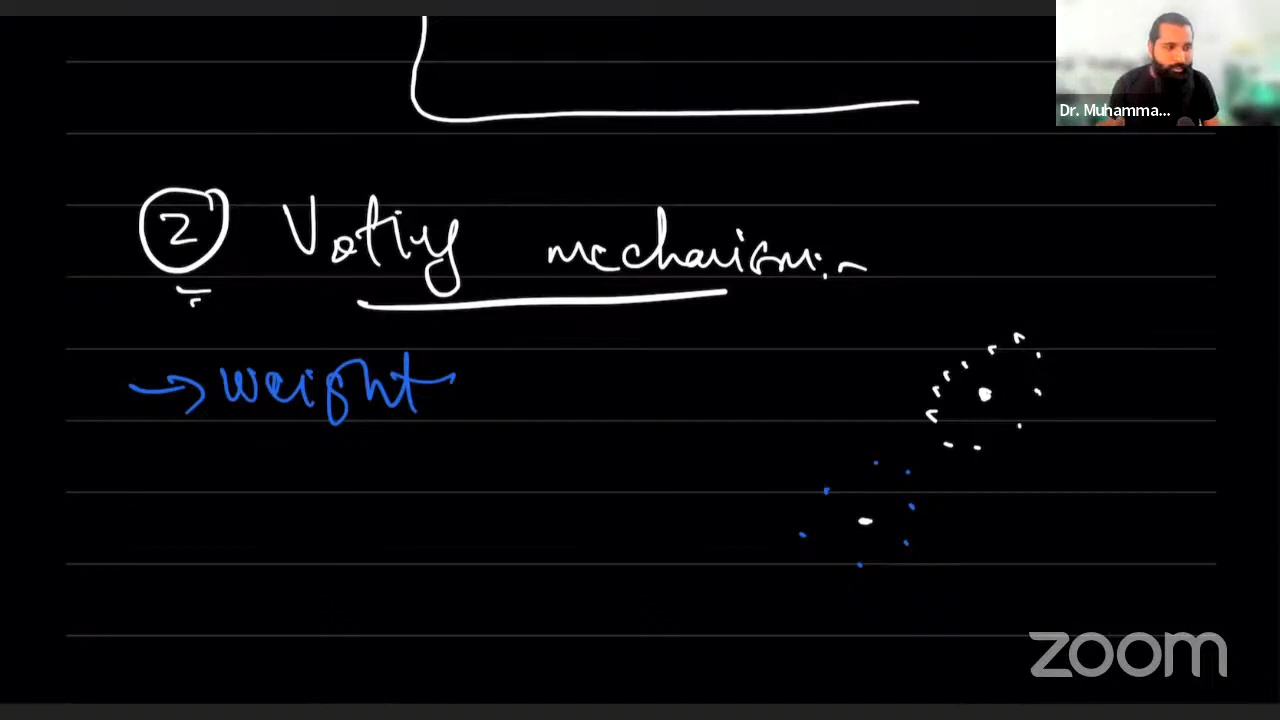 Dr. Muhamma...
② Voting mechanism:-
→ weight
zoom